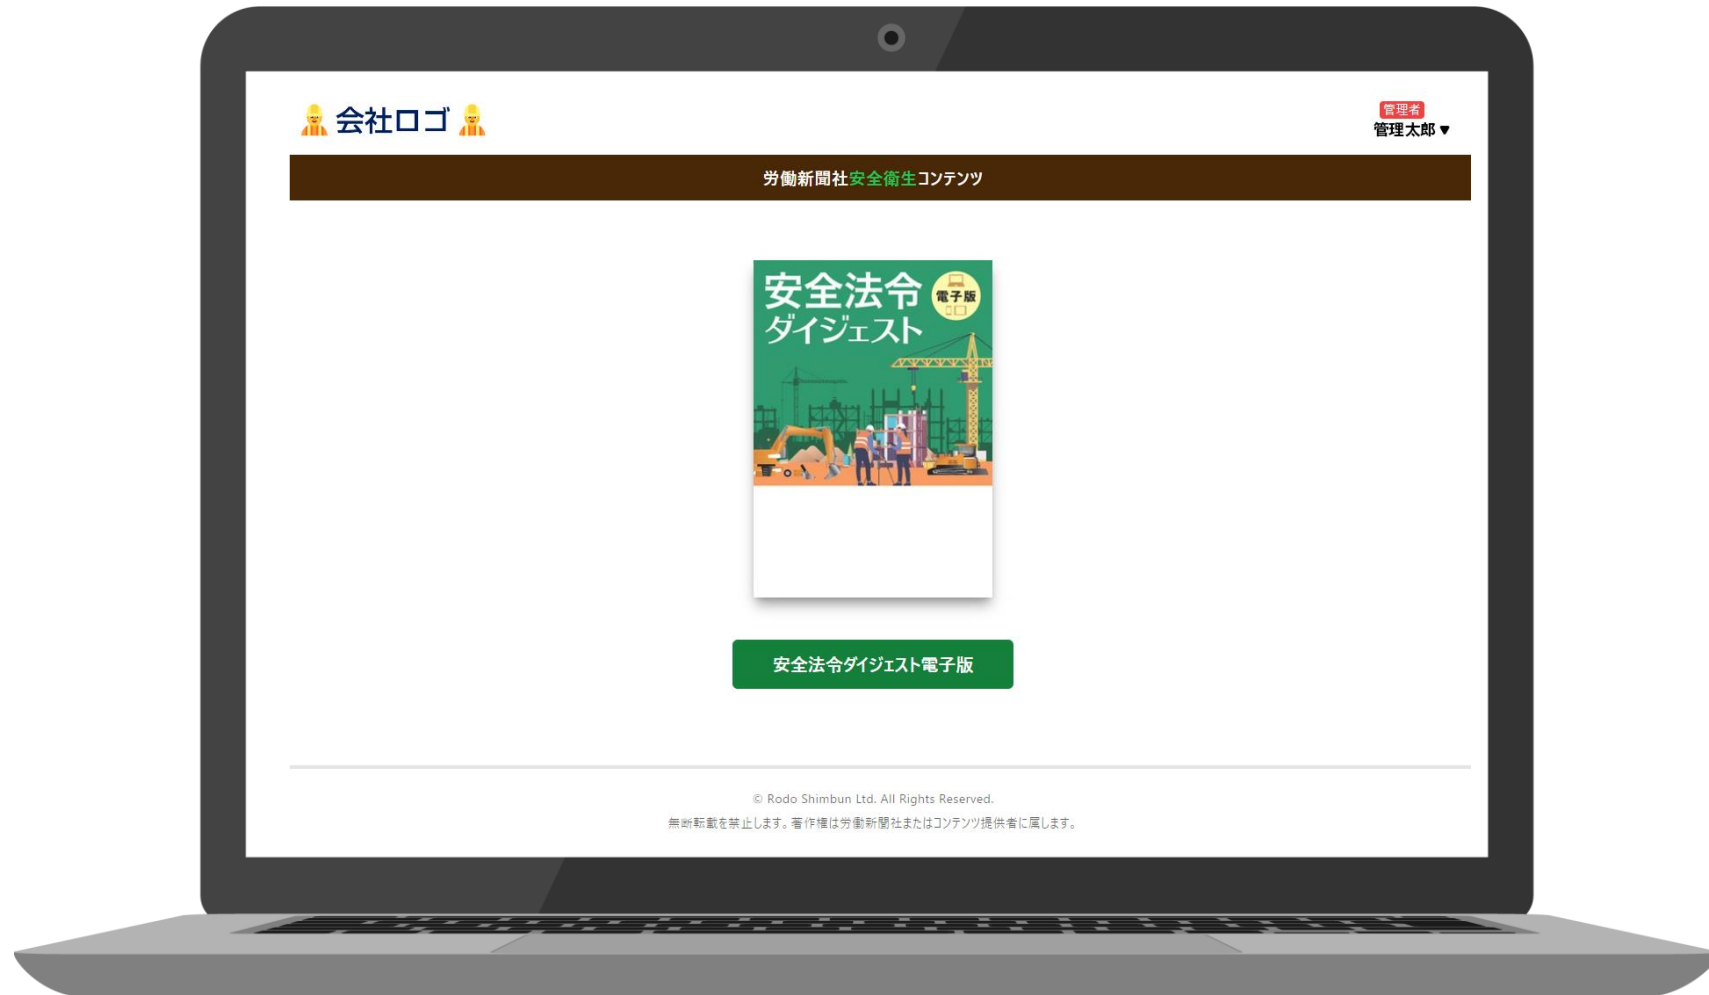 会社ロゴ
管理者
管理太郎▼
労働新聞社安全衛生コンテンツ
安全法令
電子版
ダイジェスト
安全法令ダイジェスト電子版
© Rodo Shimbun Ltd. All Rights Reserved.
無断転載を禁止します。著作権は労働新聞社またはコンテンツ提供者に属します。